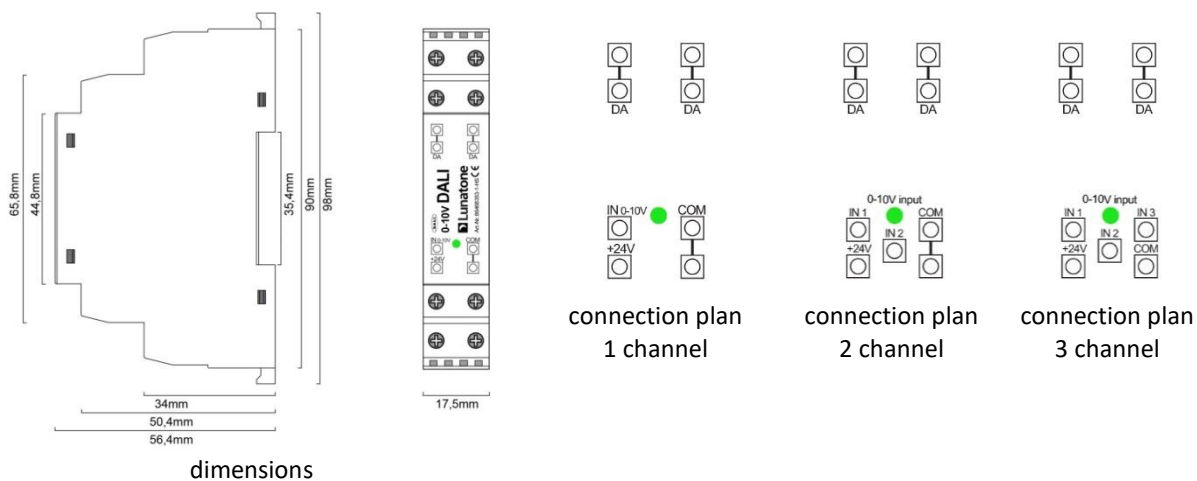 65,8mm
44,8mm
35,4mm
90mm
98mm
34mm
50,4mm
56,4mm
dimensions
DA DA
0-10V DALI
Lunatone CE
IN 0-10V COM
+24V
17,5mm
DA DA
IN 0-10V COM
+24V
connection plan
1 channel
DA DA
0-10V input
IN 1 COM
IN 2
+24V
connection plan
2 channel
DA DA
0-10V input
IN 1 IN 3
IN 2
+24V COM
connection plan
3 channel